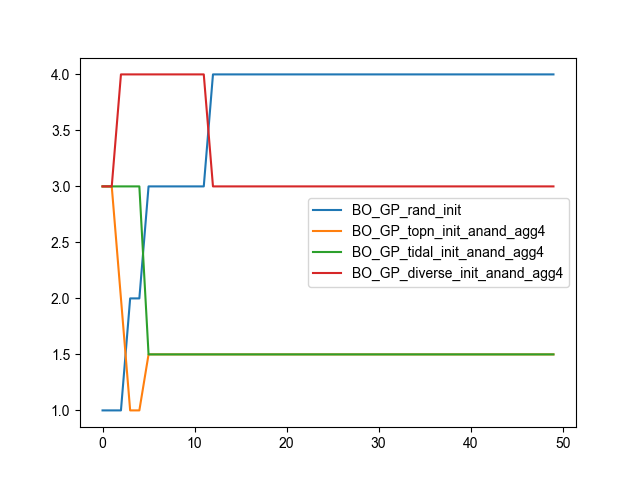 4.0
3.5
3.0
2.5
2.0
1.5
1.0
BO_GP_rand_init
BO_GP_topn_init_anand_agg4
BO_GP_tidal_init_anand_agg4
BO_GP_diverse_init_anand_agg4
0 10 20 30 40 50